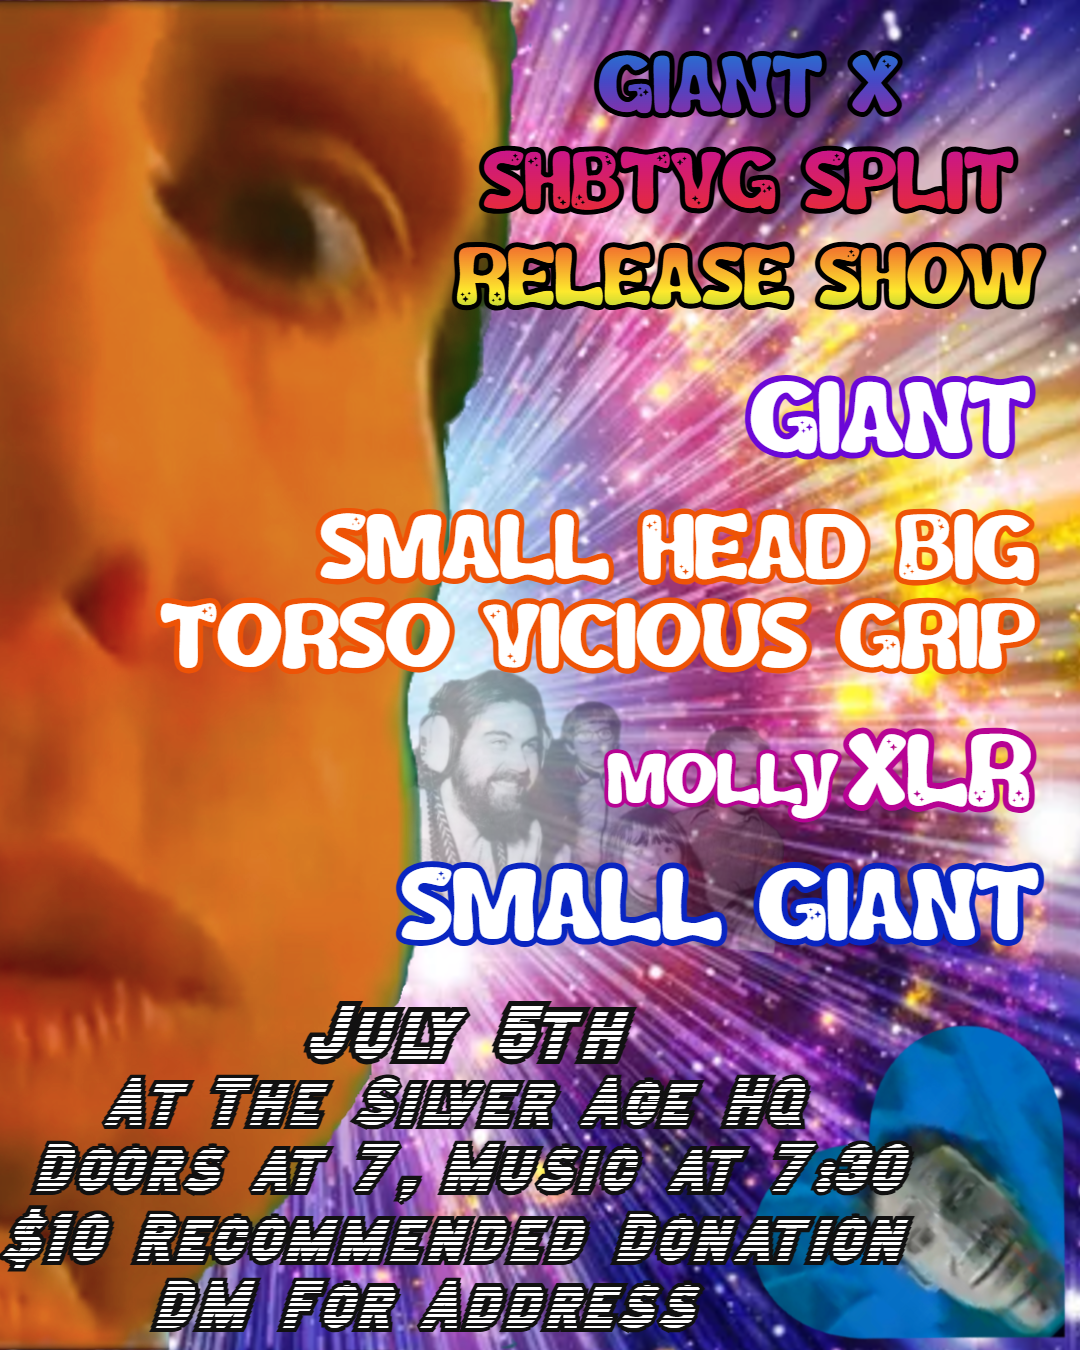 GIANT X
SHBTVG SPLIT
RELEASE SHOW
GIANT
SMALL HEAD BIG
TORSO VICIOUS GRIP
MOLLY XLR
SMALL GIANT
July 5th
At The Silver Age HQ
Doors at 7, Music at 7:30
$10 Recommended Donation
DM For Address